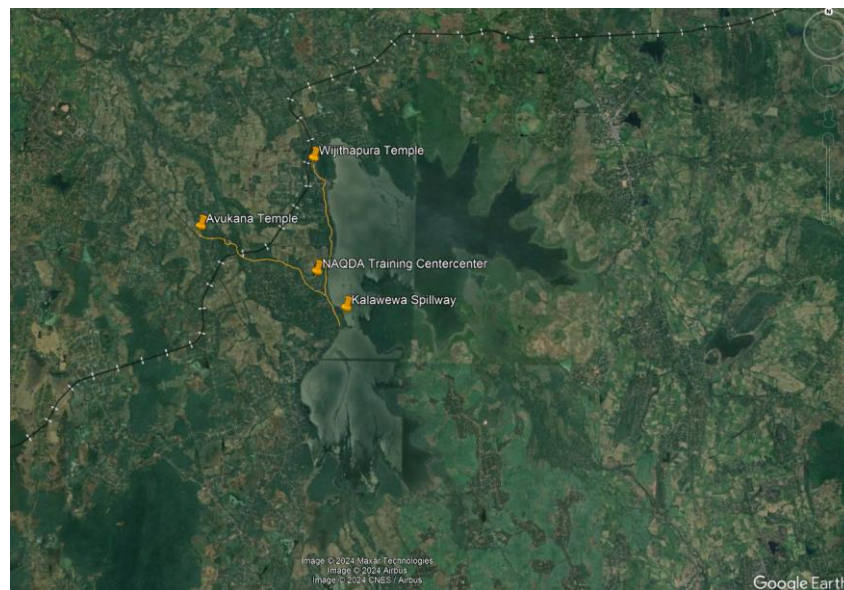 N
Wijithapura Temple
Avukana Temple
NAQDA Training Centercenter
Kalawewa Spillway
Image © 2024 Maxar Technologies
Image © 2024 Airbus
Image © 2024 CNES / Airbus
Google Earth